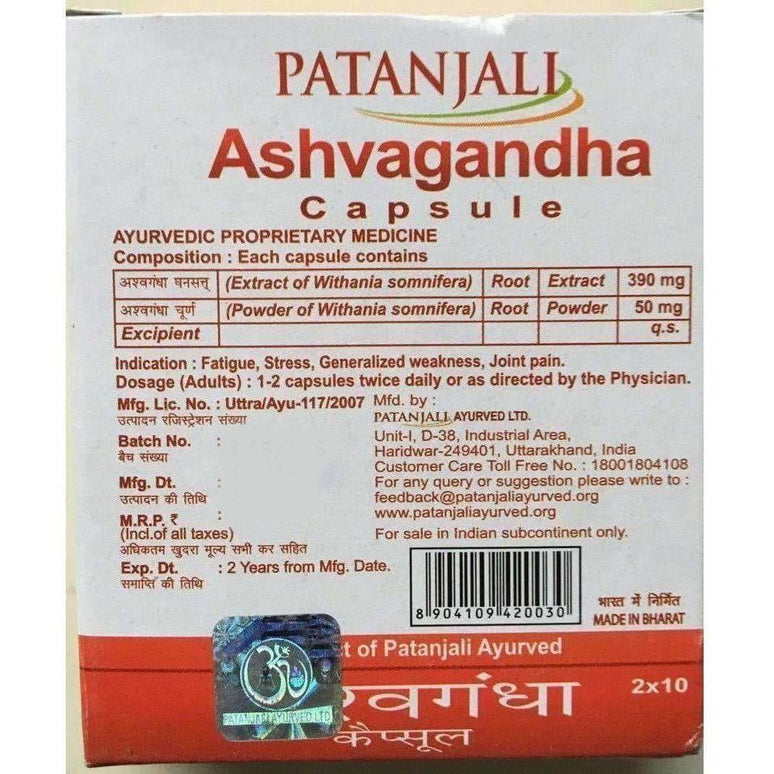 PATANJALI
Ashvagandha
Capsule
AYURVEDIC PROPRIETARY MEDICINE
Composition : Each capsule contains
अश्वगंधा घनसत् (Extract of Withania somnifera) Root Extract 390 mg
अश्वगंधा चूर्ण (Powder of Withania somnifera) Root Powder 50 mg
Excipient q.s.
Indication : Fatigue, Stress, Generalized weakness, Joint pain.
Dosage (Adults) : 1-2 capsules twice daily or as directed by the Physician.
Mfg. Lic. No. : Uttra/Ayu-117/2007
उत्पादन रजिस्ट्रेशन संख्या
Batch No. :
बैच संख्या
Mfg. Dt. :
उत्पादन की तिथि
M.R.P. ₹ :
(Incl.of all taxes)
अधिकतम खुदरा मूल्य सभी कर सहित
Exp. Dt. : 2 Years from Mfg. Date.
समाप्ति की तिथि
Mfd. by :
PATANJALI AYURVED LTD.
Unit-I, D-38, Industrial Area,
Haridwar-249401, Uttarakhand, India
Customer Care Toll Free No. : 18001804108
For any query or suggestion please write to :
feedback@patanjaliayurved.org
www.patanjaliayurved.org
For sale in Indian subcontinent only.
8 904109 420030
भारत में निर्मित
MADE IN BHARAT
ct of Patanjali Ayurved
ॐ
PATANJALI AYURVED LTD
श्वगंधा 2x10
कैप्सूल